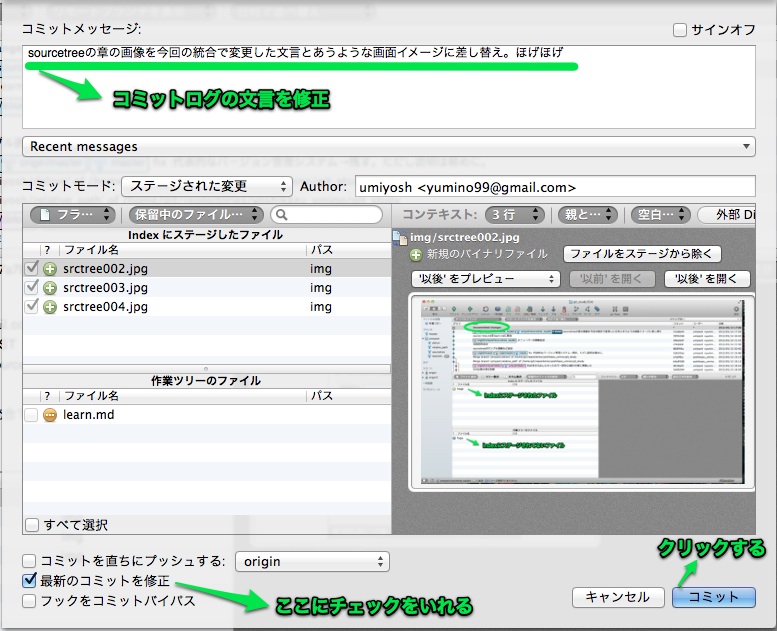 コミットメッセージ:
サインオフ
sourcetreeの章の画像を今回の統合で変更した文言とあうような画面イメージに差し替え。ほげほげ
コミットログの文言を修正
Recent messages
コミットモード: ステージされた変更 Author: umiyosh <yumino99@gmail.com>
フラ… 保留中のファイル… コンテキスト: 3 行 親と… 空白… 外部 Di
Index にステージしたファイル
? ファイル名 パス
srctree002.jpg img
srctree003.jpg img
srctree004.jpg img
作業ツリーのファイル
? ファイル名 パス
learn.md
すべて選択
img/srctree002.jpg
新規のバイナリファイル ファイルをステージから除く
'以後' をプレビュー '以前' を開く '以後' を開く
Indexにステージされたファイル
Indexにステージされてないファイル
コミットを直ちにプッシュする: origin
最新のコミットを修正
フックをコミットバイパス
ここにチェックをいれる
クリックする
キャンセル コミット